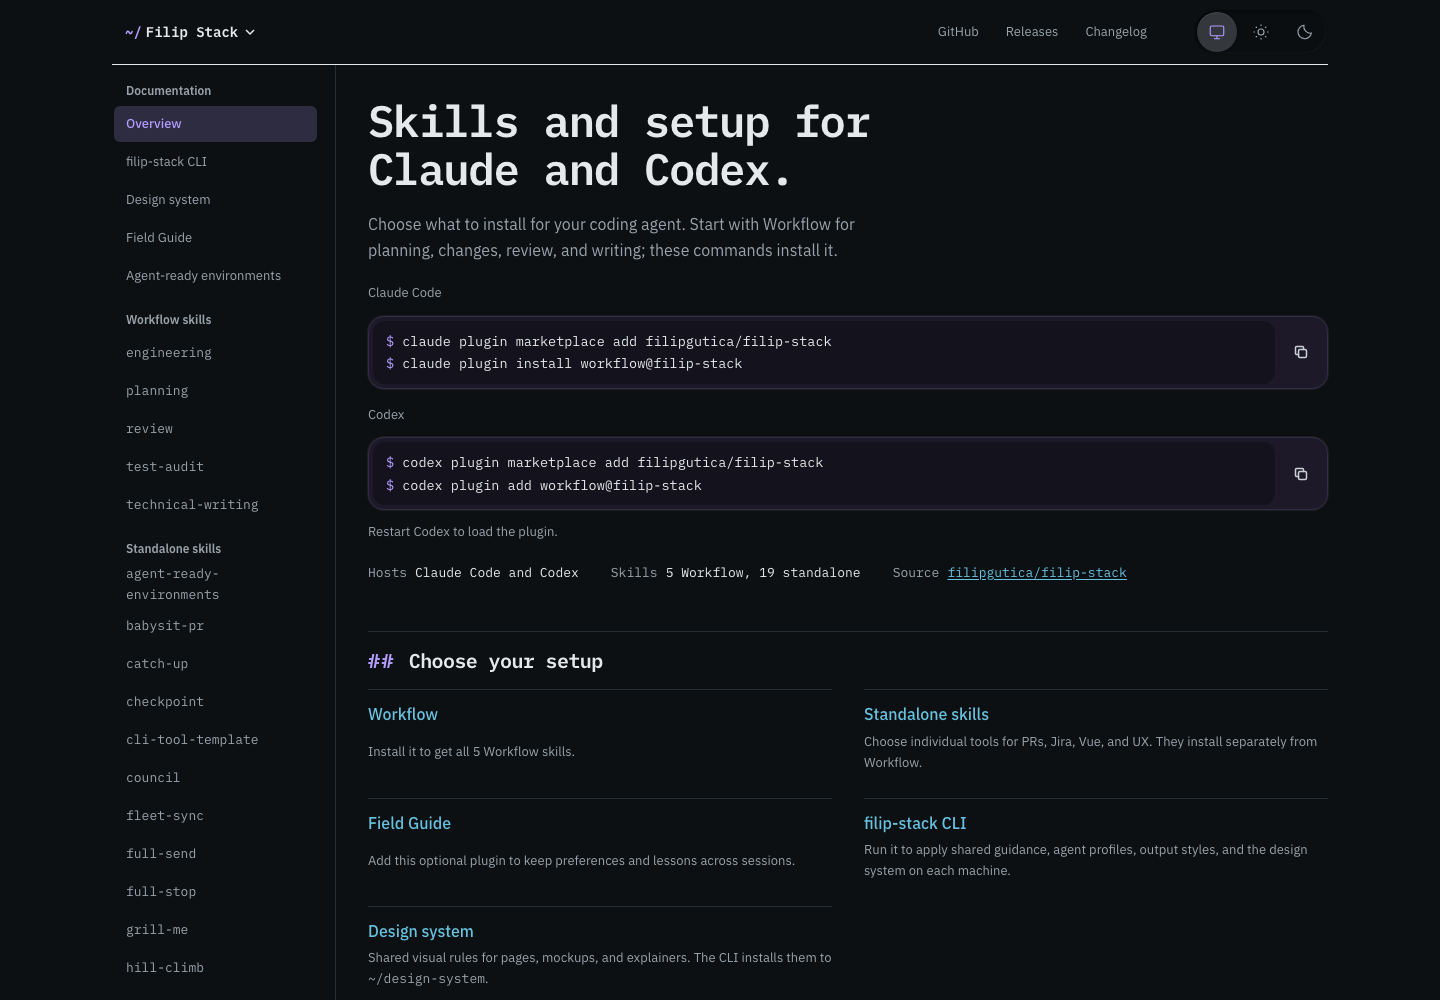 ~/ Filip Stack
GitHub
Releases
Changelog
Documentation
Overview
filip-stack CLI
Design system
Field Guide
Agent-ready environments
Workflow skills
engineering
planning
review
test-audit
technical-writing
Standalone skills
agent-ready-
environments
babysit-pr
catch-up
checkpoint
cli-tool-template
council
fleet-sync
full-send
full-stop
grill-me
hill-climb
Skills and setup for
Claude and Codex.
Choose what to install for your coding agent. Start with Workflow for
planning, changes, review, and writing; these commands install it.
Claude Code
$ claude plugin marketplace add filipgutica/filip-stack
$ claude plugin install workflow@filip-stack
Codex
$ codex plugin marketplace add filipgutica/filip-stack
$ codex plugin add workflow@filip-stack
Restart Codex to load the plugin.
Hosts Claude Code and Codex
Skills 5 Workflow, 19 standalone
Source filipgutica/filip-stack
## Choose your setup
Workflow
Install it to get all 5 Workflow skills.
Standalone skills
Choose individual tools for PRs, Jira, Vue, and UX. They install separately from
Workflow.
Field Guide
Add this optional plugin to keep preferences and lessons across sessions.
filip-stack CLI
Run it to apply shared guidance, agent profiles, output styles, and the design
system on each machine.
Design system
Shared visual rules for pages, mockups, and explainers. The CLI installs them to
~/design-system.